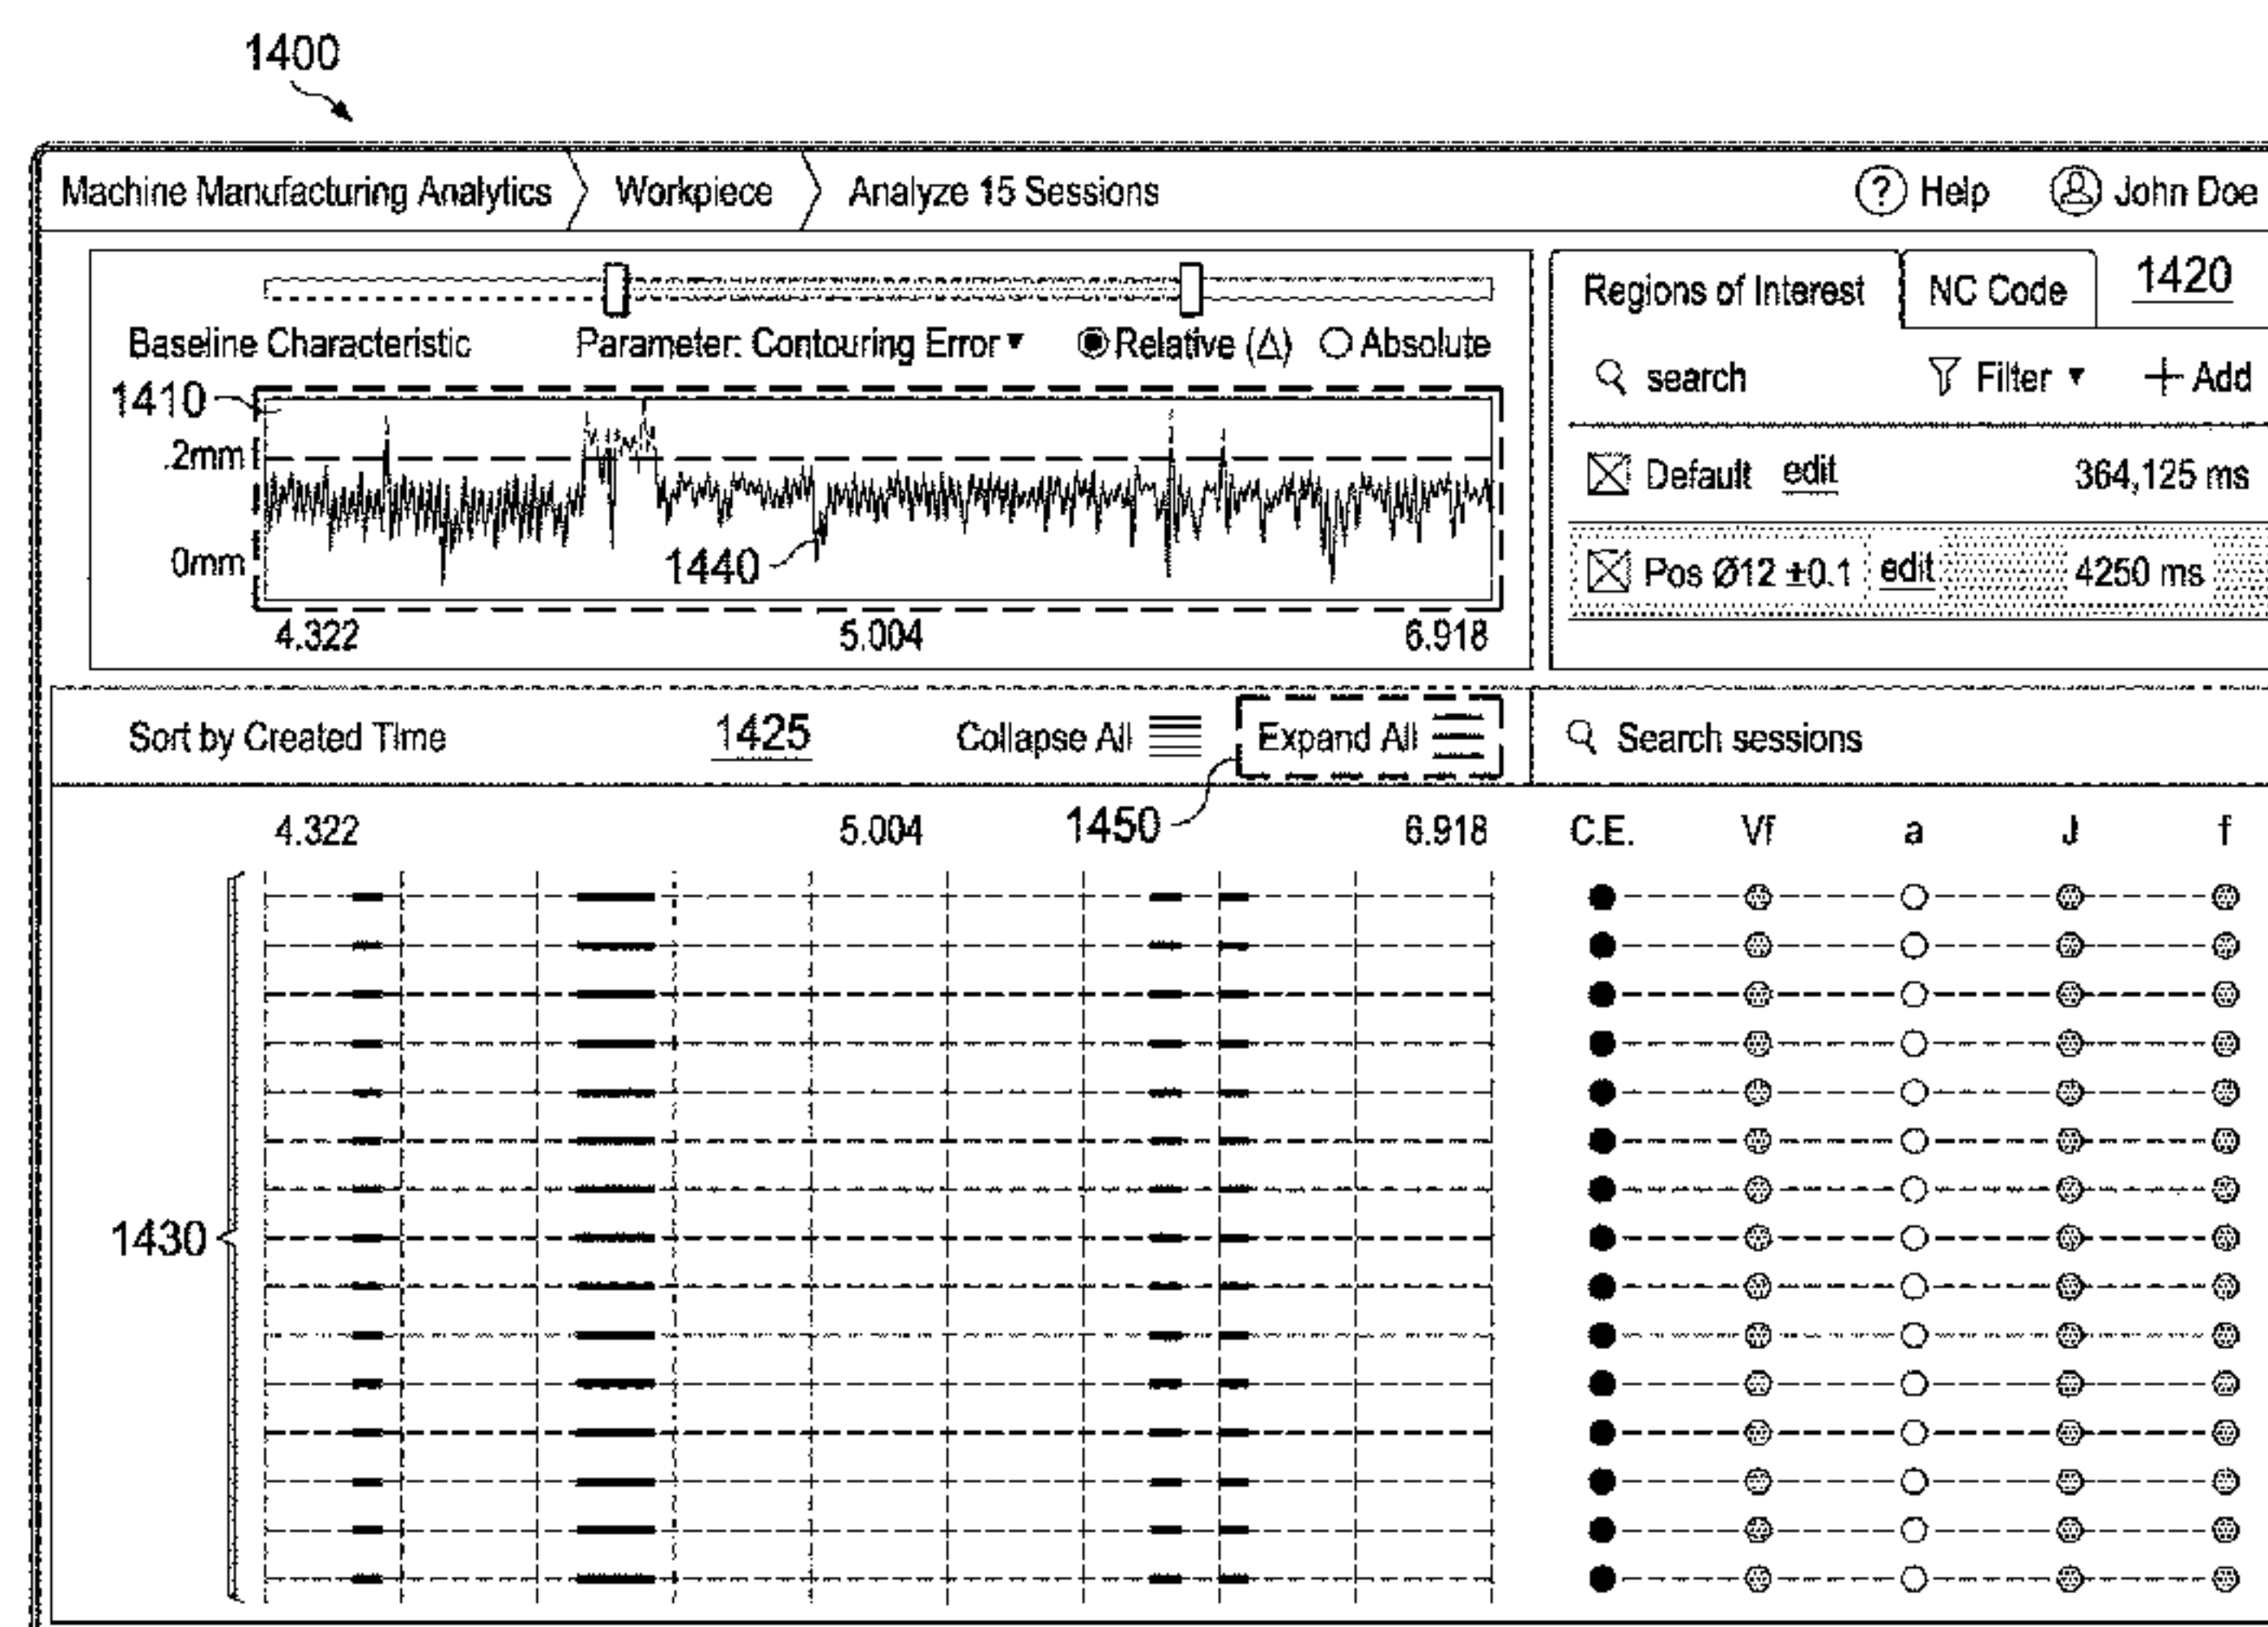 1400
Machine Manufacturing Analytics Workpiece Analyze 15 Sessions ? Help John Doe
Baseline Characteristic Parameter: Contouring Error ▼ Relative (Δ) Absolute
1410
.2mm
0mm
1440
4.322 5.004 6.918
Regions of Interest NC Code 1420
search Filter ▼ + Add
Default edit 364,125 ms
Pos Ø12 ±0.1 edit 4250 ms
Sort by Created Time 1425 Collapse All Expand All Search sessions
1450
4.322 5.004 6.918 C.E. Vf a J f
1430